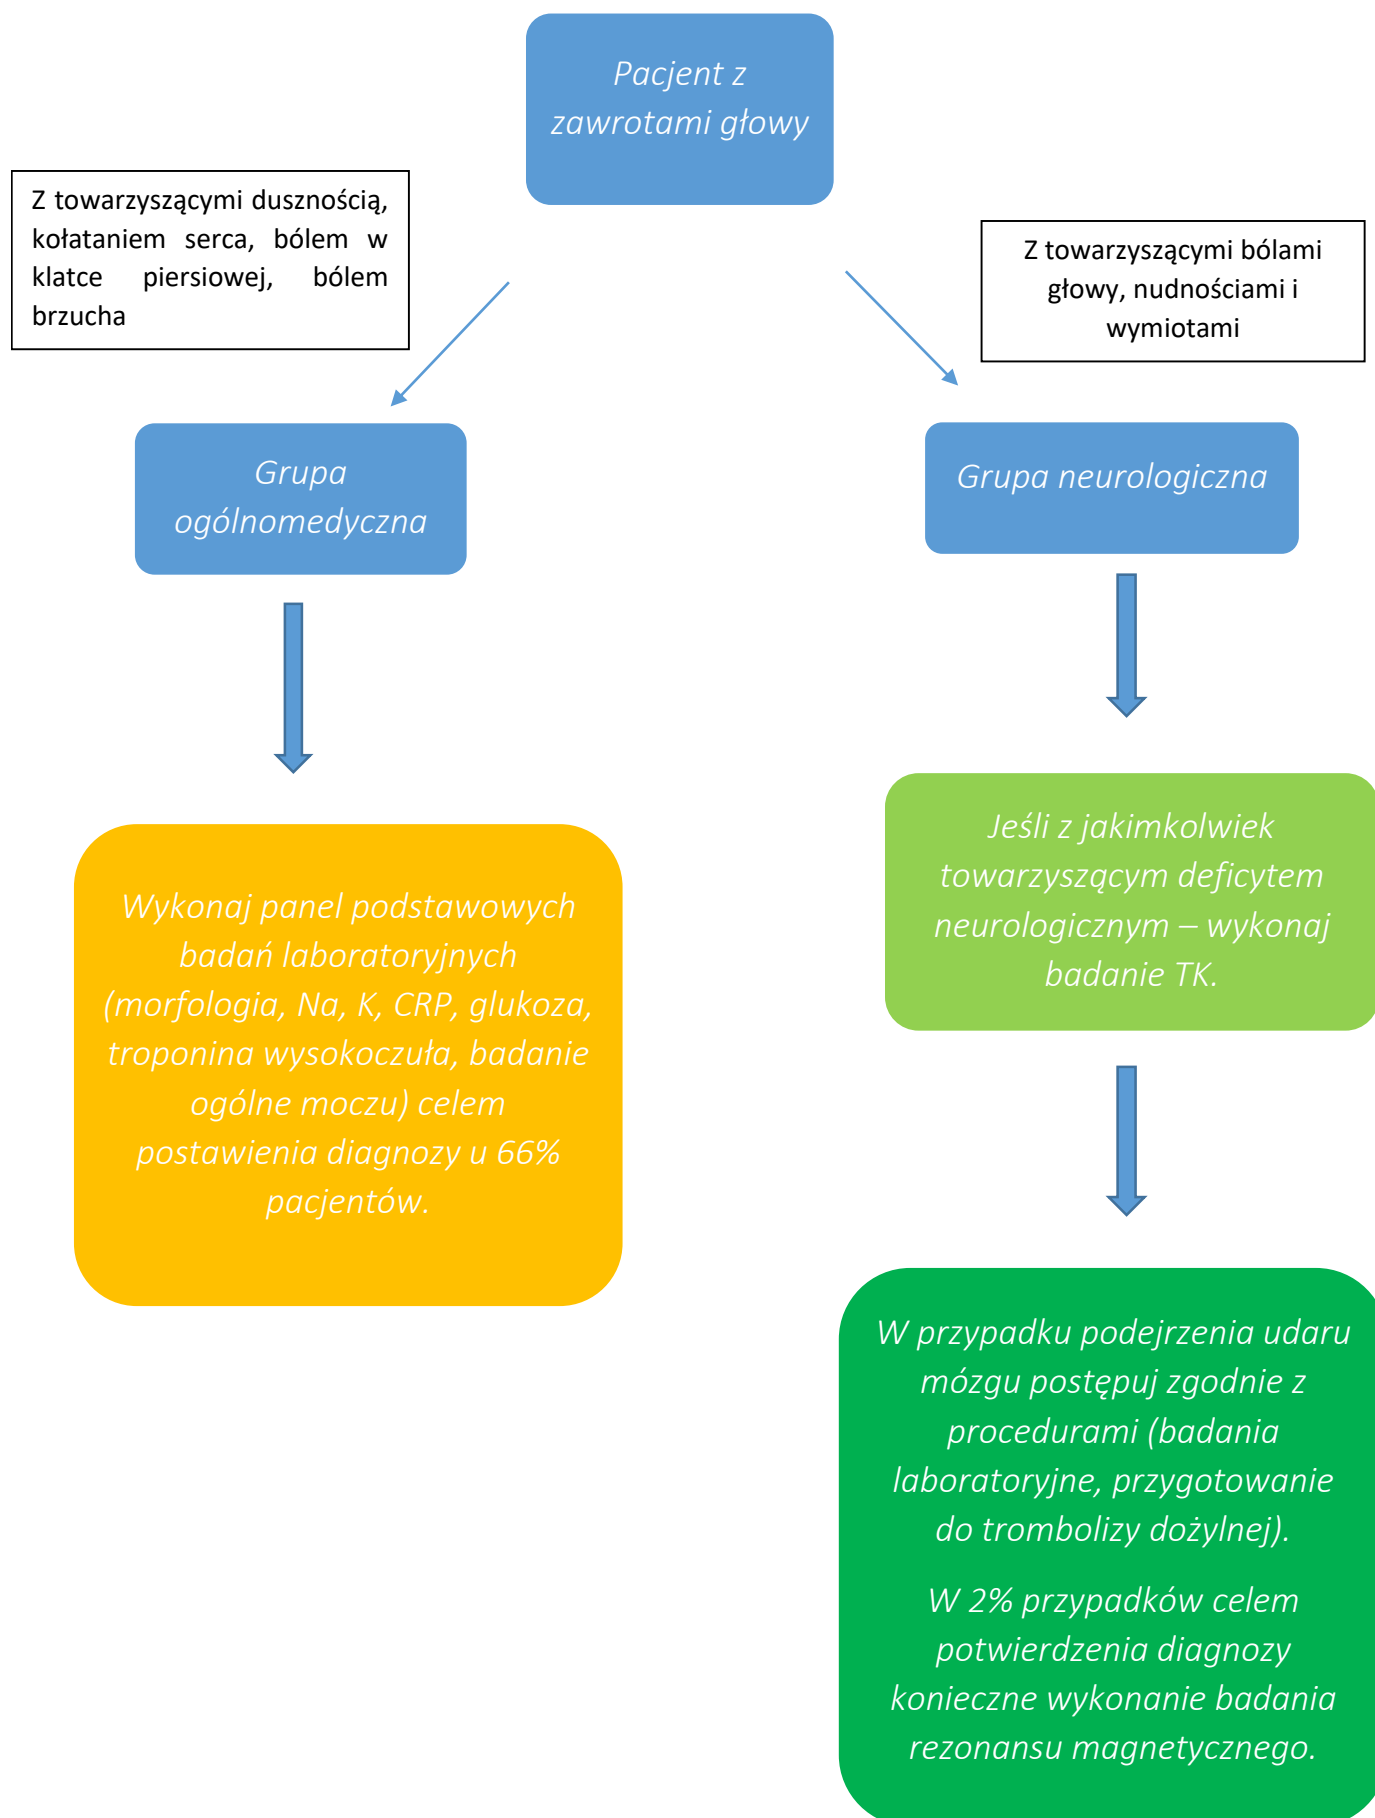 Pacjent z
zawrotami głowy
Z towarzyszącymi dusznością,
kołataniem serca, bólem w
klatce piersiowej, bólem
brzucha
Z towarzyszącymi bólami
głowy, nudnościami i
wymiotami
Grupa
ogólnomedyczna
Grupa neurologiczna
Wykonaj panel podstawowych
badań laboratoryjnych
(morfologia, Na, K, CRP, glukoza,
troponina wysokoczuła, badanie
ogólne moczu) celem
postawienia diagnozy u 66%
pacjentów.
Jeśli z jakimkolwiek
towarzyszącym deficytem
neurologicznym – wykonaj
badanie TK.
W przypadku podejrzenia udaru
mózgu postępuj zgodnie z
procedurami (badania
laboratoryjne, przygotowanie
do trombolizy dożylnej).
W 2% przypadków celem
potwierdzenia diagnozy
konieczne wykonanie badania
rezonansu magnetycznego.